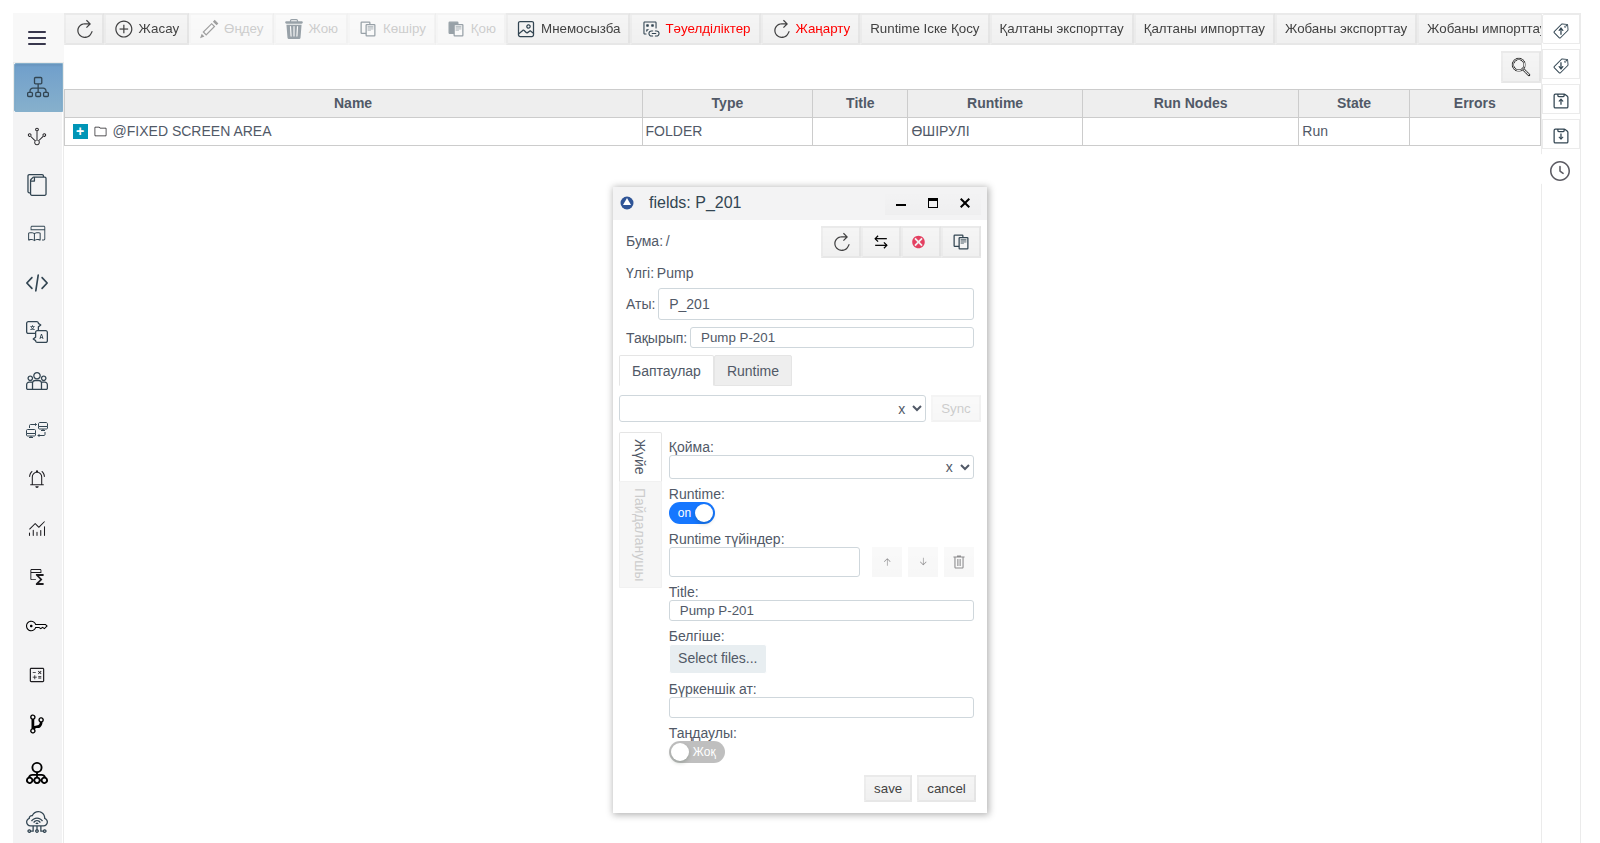 Жасау Өңдеу Жою Көшіру Қою Мнемосызба Тәуелділіктер Жаңарту Runtime Іске Қосу Қалтаны экспорттау Қалтаны импорттау Жобаны экспорттау Жобаны импорттау
Name Type Title Runtime Run Nodes State Errors
@FIXED SCREEN AREA FOLDER ӨШІРУЛІ Run
fields: P_201
Бума: /
Үлгі: Pump
Аты: P_201
Тақырып: Pump P-201
Баптаулар Runtime
x Sync
Жүйе
Пайдаланушы
Қойма:
x
Runtime:
on
Runtime түйіндер:
Title:
Pump P-201
Белгіше:
Select files...
Бүркеншік ат:
Таңдаулы:
Жоқ
save cancel